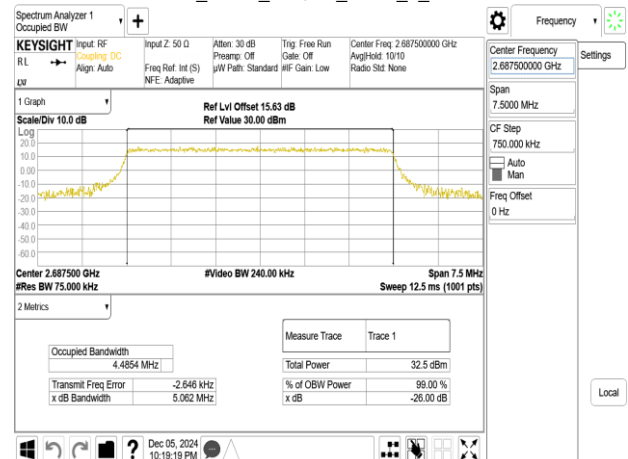 Spectrum Analyzer 1
Occupied BW
Frequency
KEYSIGHT
RL
LXI
Input: RF
Coupling: DC
Align: Auto
Input Z: 50 Ω
Freq Ref: Int (S)
NFE: Adaptive
Atten: 30 dB
Preamp: Off
µW Path: Standard
Trig: Free Run
Gate: Off
#IF Gain: Low
Center Freq: 2.687500000 GHz
Avg|Hold: 10/10
Radio Std: None
Center Frequency
2.687500000 GHz
Settings
Span
7.5000 MHz
CF Step
750.000 kHz
Auto
Man
Freq Offset
0 Hz
1 Graph
Scale/Div 10.0 dB
Ref Lvl Offset 15.63 dB
Ref Value 30.00 dBm
Log
20.0
10.0
0.00
-10.0
-20.0
-30.0
-40.0
-50.0
-60.0
Center 2.687500 GHz
#Video BW 240.00 kHz
Span 7.5 MHz
#Res BW 75.000 kHz
Sweep 12.5 ms (1001 pts)
2 Metrics
Occupied Bandwidth
4.4854 MHz
Transmit Freq Error -2.646 kHz
x dB Bandwidth 5.062 MHz
Measure Trace Trace 1
Total Power 32.5 dBm
% of OBW Power 99.00 %
x dB -26.00 dB
Local
Dec 05, 2024
10:19:19 PM